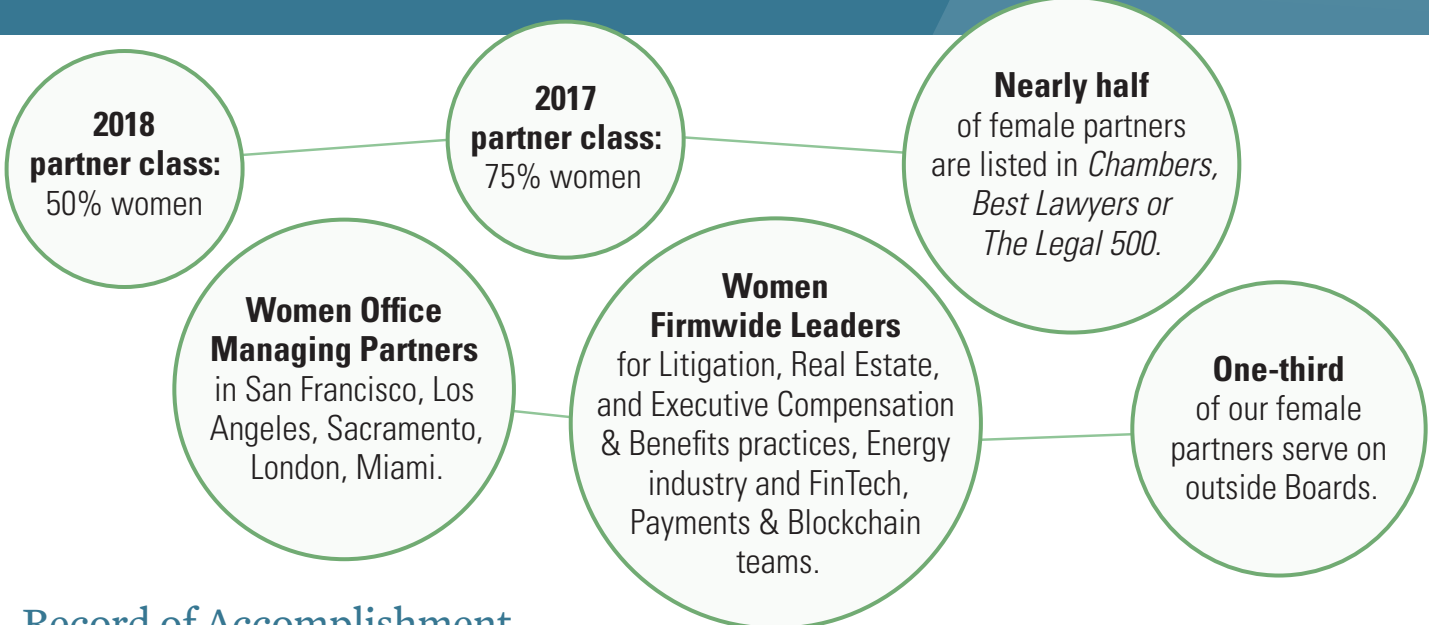 2018
partner class:
50% women
2017
partner class:
75% women
Nearly half
of female partners
are listed in Chambers,
Best Lawyers or
The Legal 500.
Women Office
Managing Partners
in San Francisco, Los
Angeles, Sacramento,
London, Miami.
Women
Firmwide Leaders
for Litigation, Real Estate,
and Executive Compensation
& Benefits practices, Energy
industry and FinTech,
Payments & Blockchain
teams.
One-third
of our female
partners serve on
outside Boards.
Record of Accomplishment